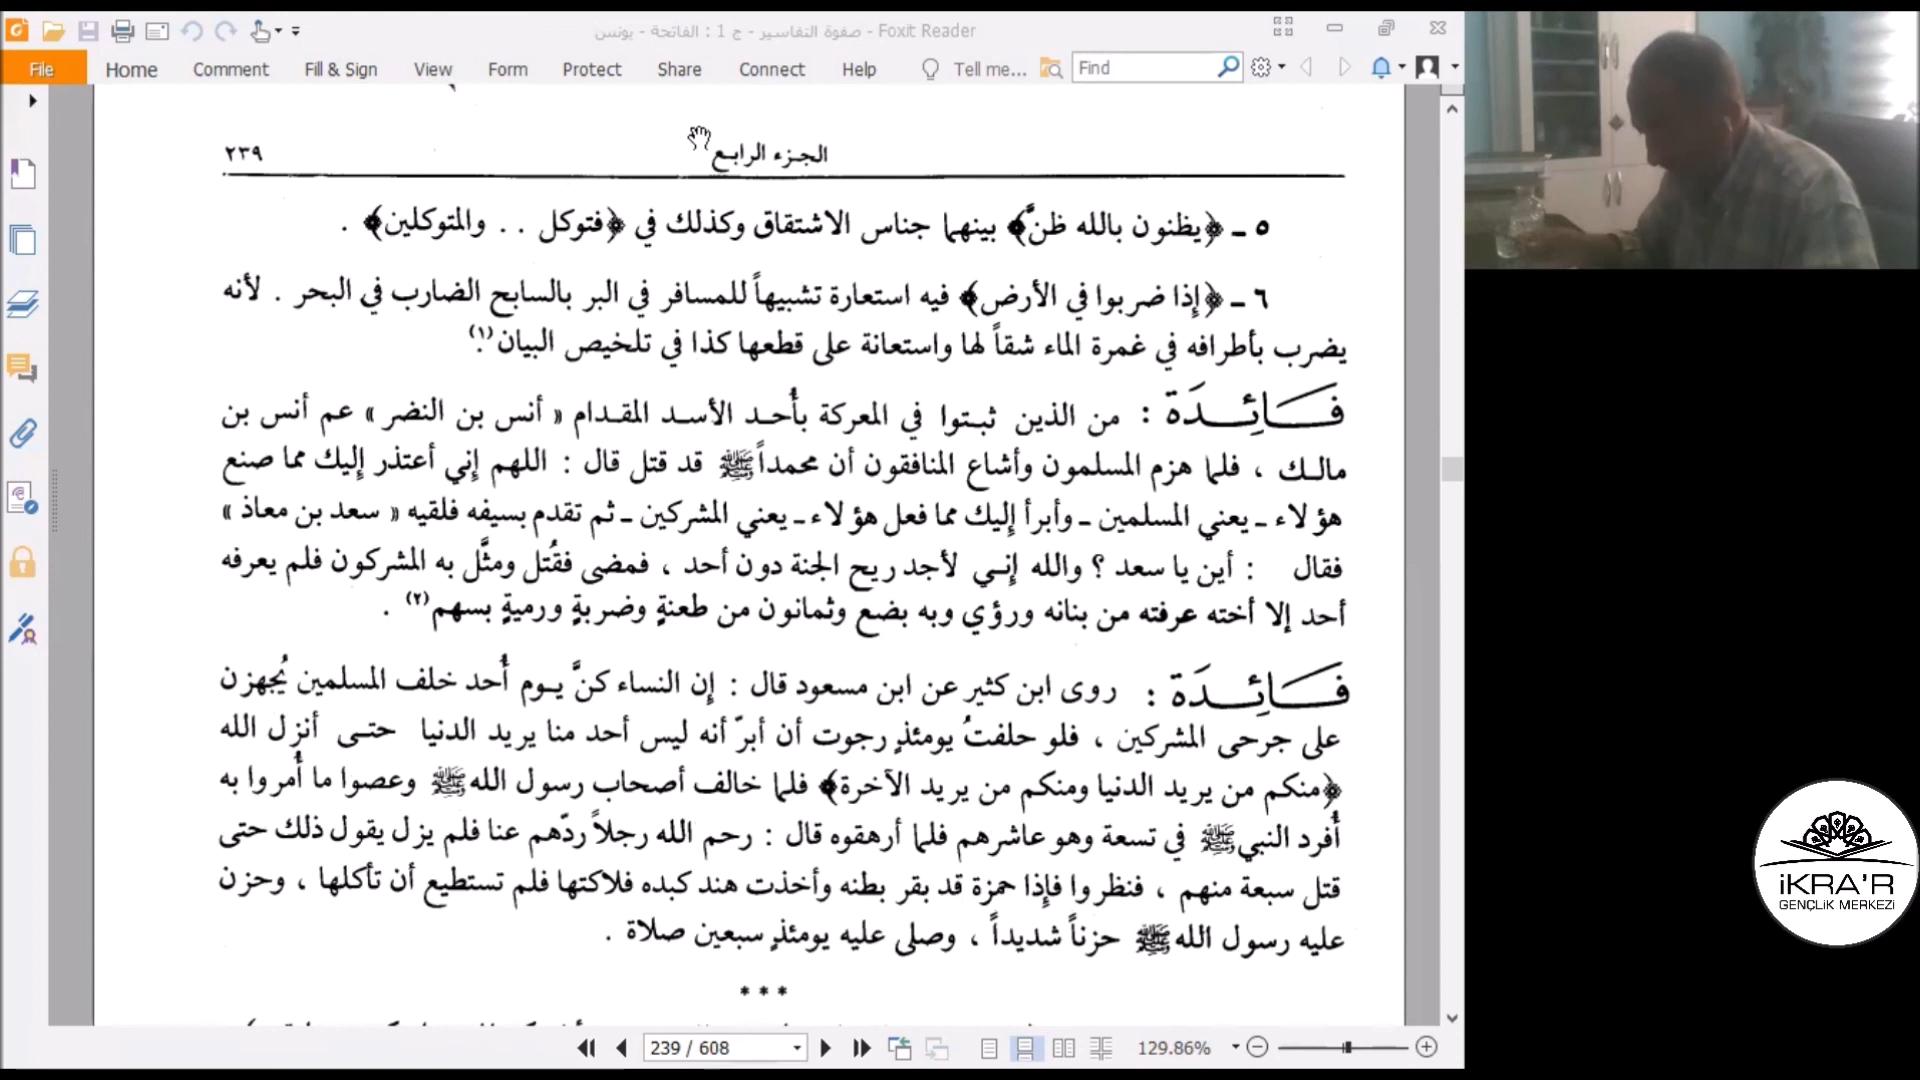 صفوة التفاسير - ج 1 : الفاتحة - يونس - Foxit Reader
File Home Comment Fill & Sign View Form Protect Share Connect Help Tell me... Find
الجزء الرابع ٢٣٩
٥ ـ ﴿يظنون بالله ظنَّ﴾ بينهما جناس الاشتقاق وكذلك في ﴿فتوكل . . والمتوكلين﴾ .
٦ ـ ﴿إذا ضربوا في الأرض﴾ فيه استعارة تشبيهاً للمسافر في البر بالسابح الضارب في البحر . لأنه
يضرب بأطرافه في غمرة الماء شقاً لها واستعانة على قطعها كذا في تلخيص البيان(١).
فَـائِـدَة : من الذين ثبتوا في المعركة بأُحد الأسد المقدام « أنس بن النضر » عم أنس بن
مالك ، فلما هزم المسلمون وأشاع المنافقون أن محمداً ﷺ قد قتل قال : اللهم إني أعتذر إليك مما صنع
هؤلاء ـ يعني المسلمين ـ وأبرأ إليك مما فعل هؤلاء ـ يعني المشركين ـ ثم تقدم بسيفه فلقيه « سعد بن معاذ »
فقال : أين يا سعد ؟ والله إني لأجد ريح الجنة دون أحد ، فمضى فقُتل ومثَّل به المشركون فلم يعرفه
أحد إلا أخته عرفته من بنانه ورؤي وبه بضع وثمانون من طعنةٍ وضربةٍ ورميةٍ بسهم(٢) .
فَـائِـدَة : روى ابن كثير عن ابن مسعود قال : إن النساء كنَّ يوم أُحد خلف المسلمين يُجهزن
على جرحى المشركين ، فلو حلفتُ يومئذٍ رجوت أن أبرّ أنه ليس أحد منا يريد الدنيا حتى أنزل الله
﴿منكم من يريد الدنيا ومنكم من يريد الآخرة﴾ فلما خالف أصحاب رسول الله ﷺ وعصوا ما أُمروا به
أُفرد النبي ﷺ في تسعة وهو عاشرهم فلما أرهقوه قال : رحم الله رجلاً ردّهم عنا فلم يزل يقول ذلك حتى
قتل سبعة منهم ، فنظروا فإذا حمزة قد بقر بطنه وأخذت هند كبده فلاكتها فلم تستطيع أن تأكلها ، وحزن
عليه رسول الله ﷺ حزناً شديداً ، وصلى عليه يومئذٍ سبعين صلاة .
* * *
239 / 608 129.86%
iKRA'R
GENÇLiK MERKEZi